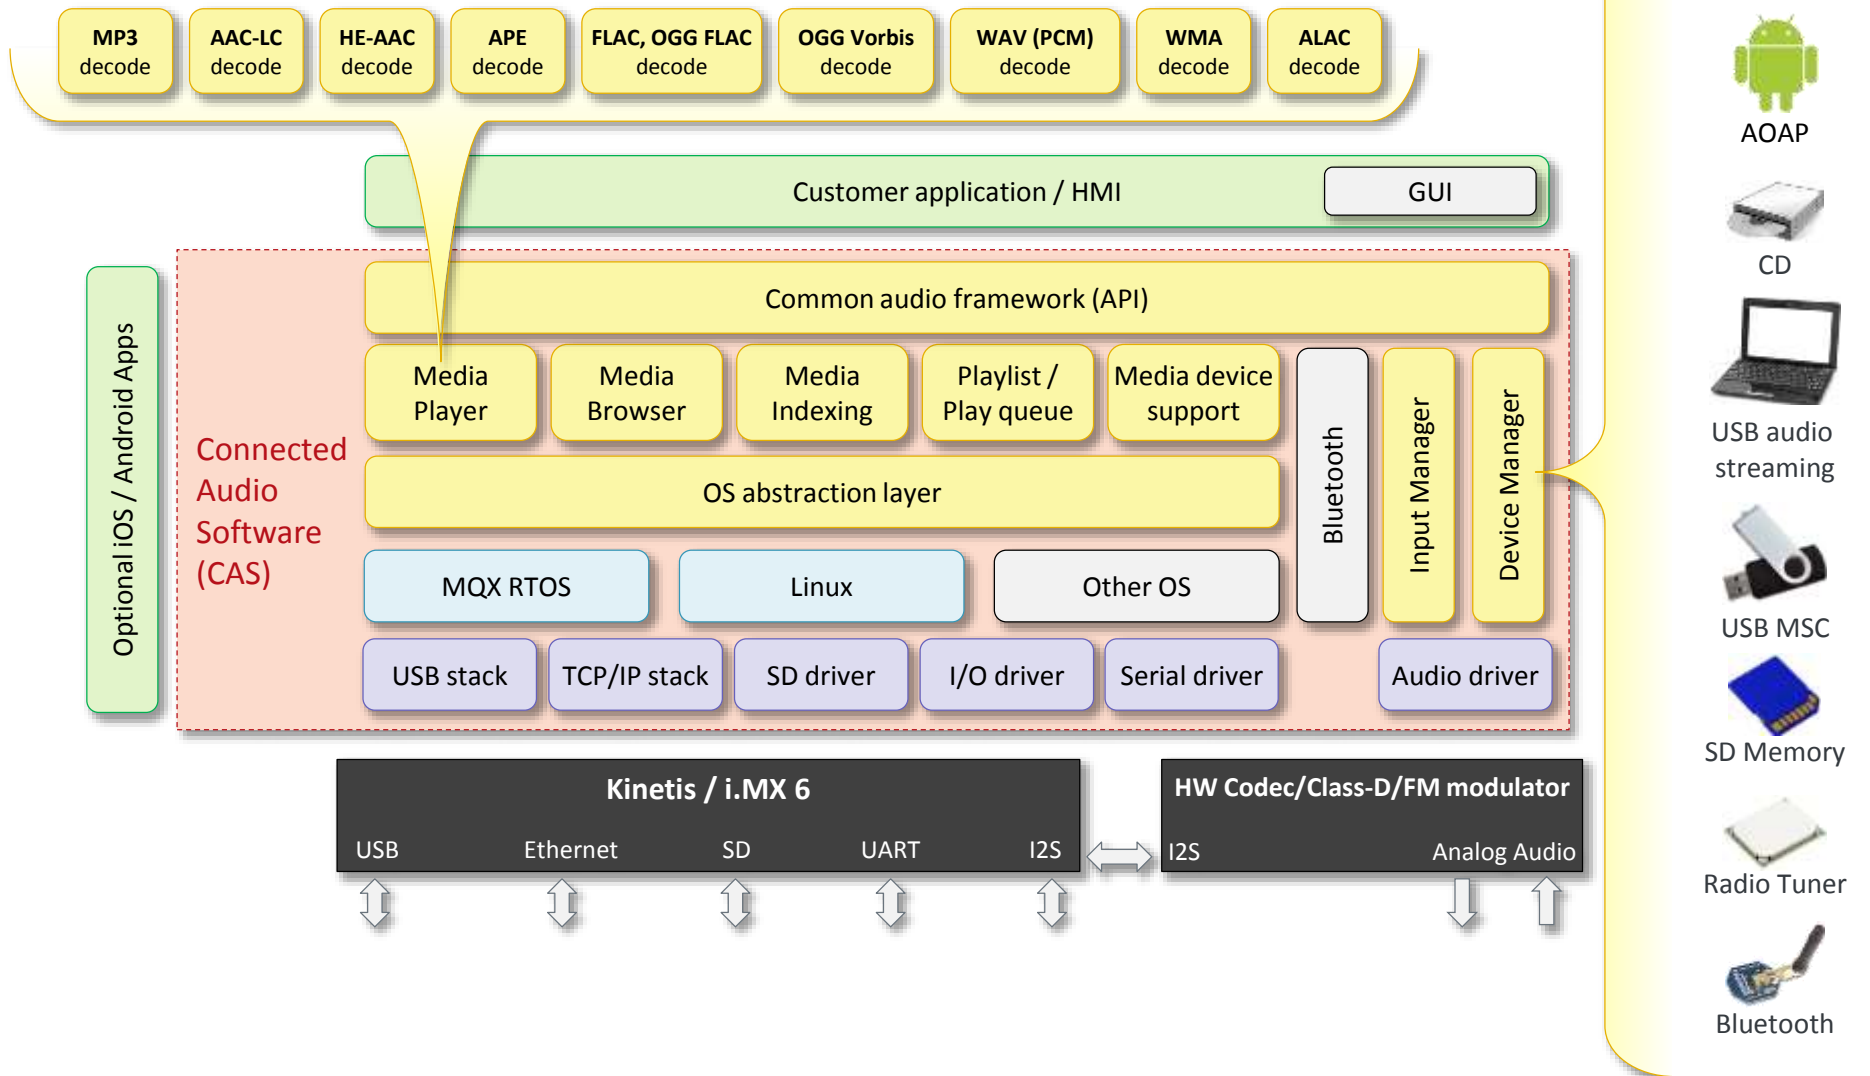 MP3
decode
AAC-LC
decode
HE-AAC
decode
APE
decode
FLAC, OGG FLAC
decode
OGG Vorbis
decode
WAV (PCM)
decode
WMA
decode
ALAC
decode
Customer application / HMI
GUI
Optional iOS / Android Apps
Connected
Audio
Software
(CAS)
Common audio framework (API)
Media
Player
Media
Browser
Media
Indexing
Playlist /
Play queue
Media device
support
Bluetooth
Input Manager
Device Manager
OS abstraction layer
MQX RTOS
Linux
Other OS
USB stack
TCP/IP stack
SD driver
I/O driver
Serial driver
Audio driver
Kinetis / i.MX 6
USB
Ethernet
SD
UART
I2S
HW Codec/Class-D/FM modulator
I2S
Analog Audio
AOAP
CD
USB audio
streaming
USB MSC
SD Memory
Radio Tuner
Bluetooth